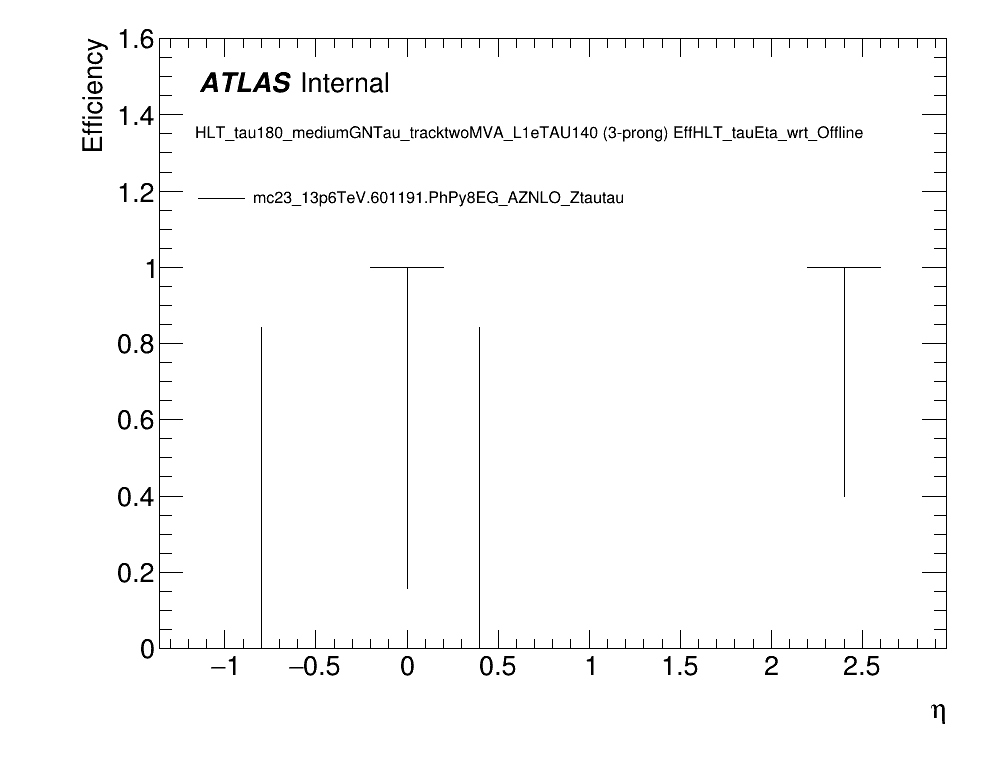 Efficiency
1.6
ATLAS Internal
1.4
HLT_tau180_mediumGNTau_tracktwoMVA_L1eTAU140 (3-prong) EffHLT_tauEta_wrt_Offline
1.2
mc23_13p6TeV.601191.PhPy8EG_AZNLO_Ztautau
1
0.8
0.6
0.4
0.2
0
−1 −0.5 0 0.5 1 1.5 2 2.5
η